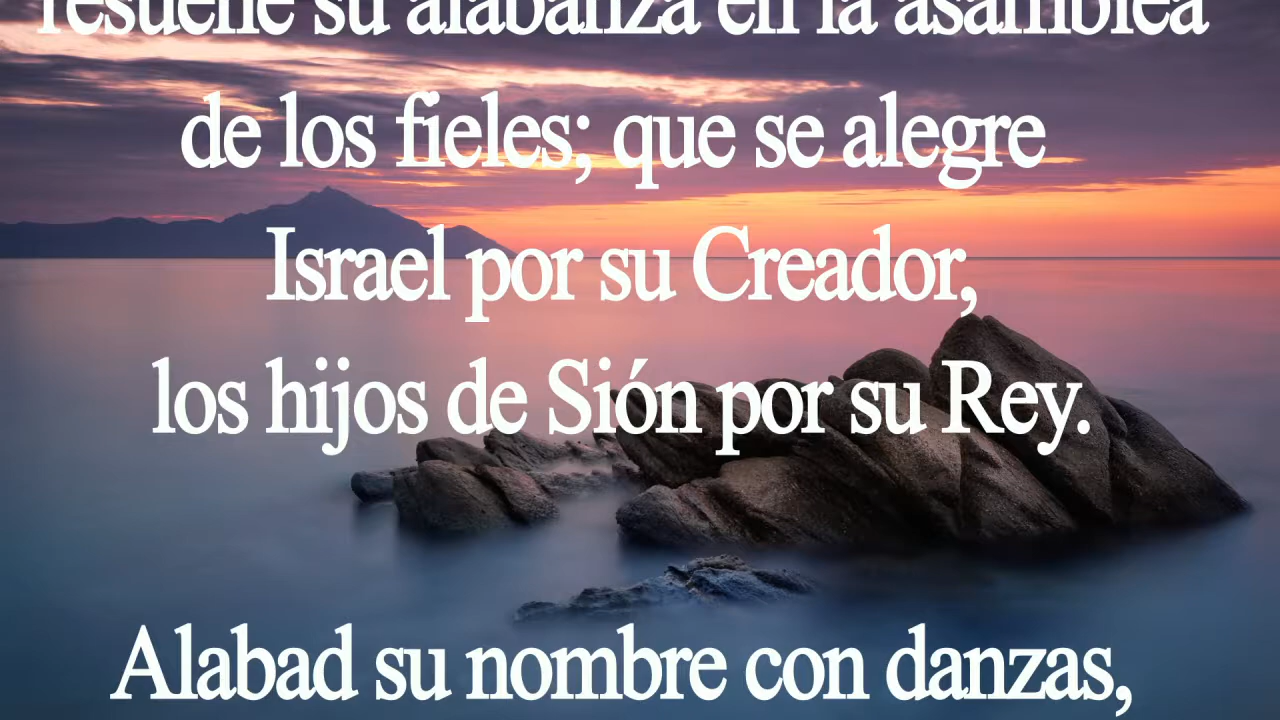 resuene su alabanza en la asamblea
de los fieles; que se alegre
Israel por su Creador,
los hijos de Sión por su Rey.
Alabad su nombre con danzas,